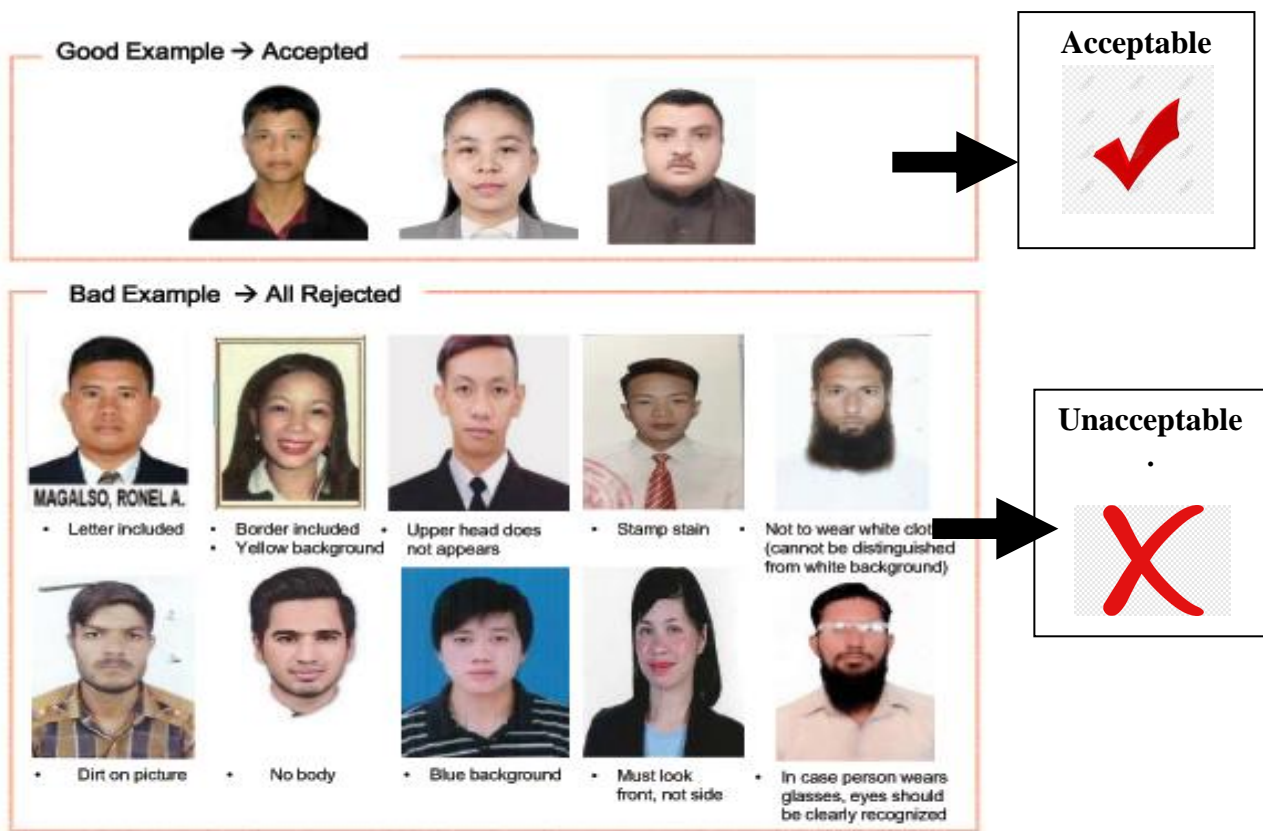 Good Example → Accepted
Acceptable
Bad Example → All Rejected
Unacceptable
.
MAGALSO, RONEL A.
• Letter included
• Border included
• Yellow background
• Upper head does
not appears
• Stamp stain
• Not to wear white clot
(cannot be distinguished
from white background)
• Dirt on picture
• No body
• Blue background
• Must look
front, not side
• In case person wears
glasses, eyes should
be clearly recognized